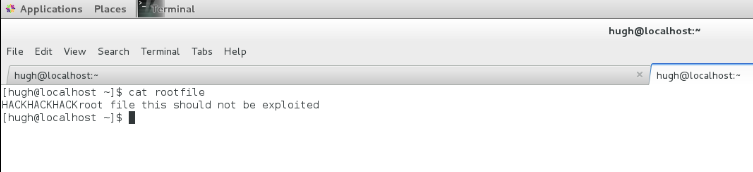 Applications Places Terminal
hugh@localhost:~
File Edit View Search Terminal Tabs Help
hugh@localhost:~ × hugh@localhost:~
[hugh@localhost ~]$ cat rootfile
HACKHACKHACKroot file this should not be exploited
[hugh@localhost ~]$